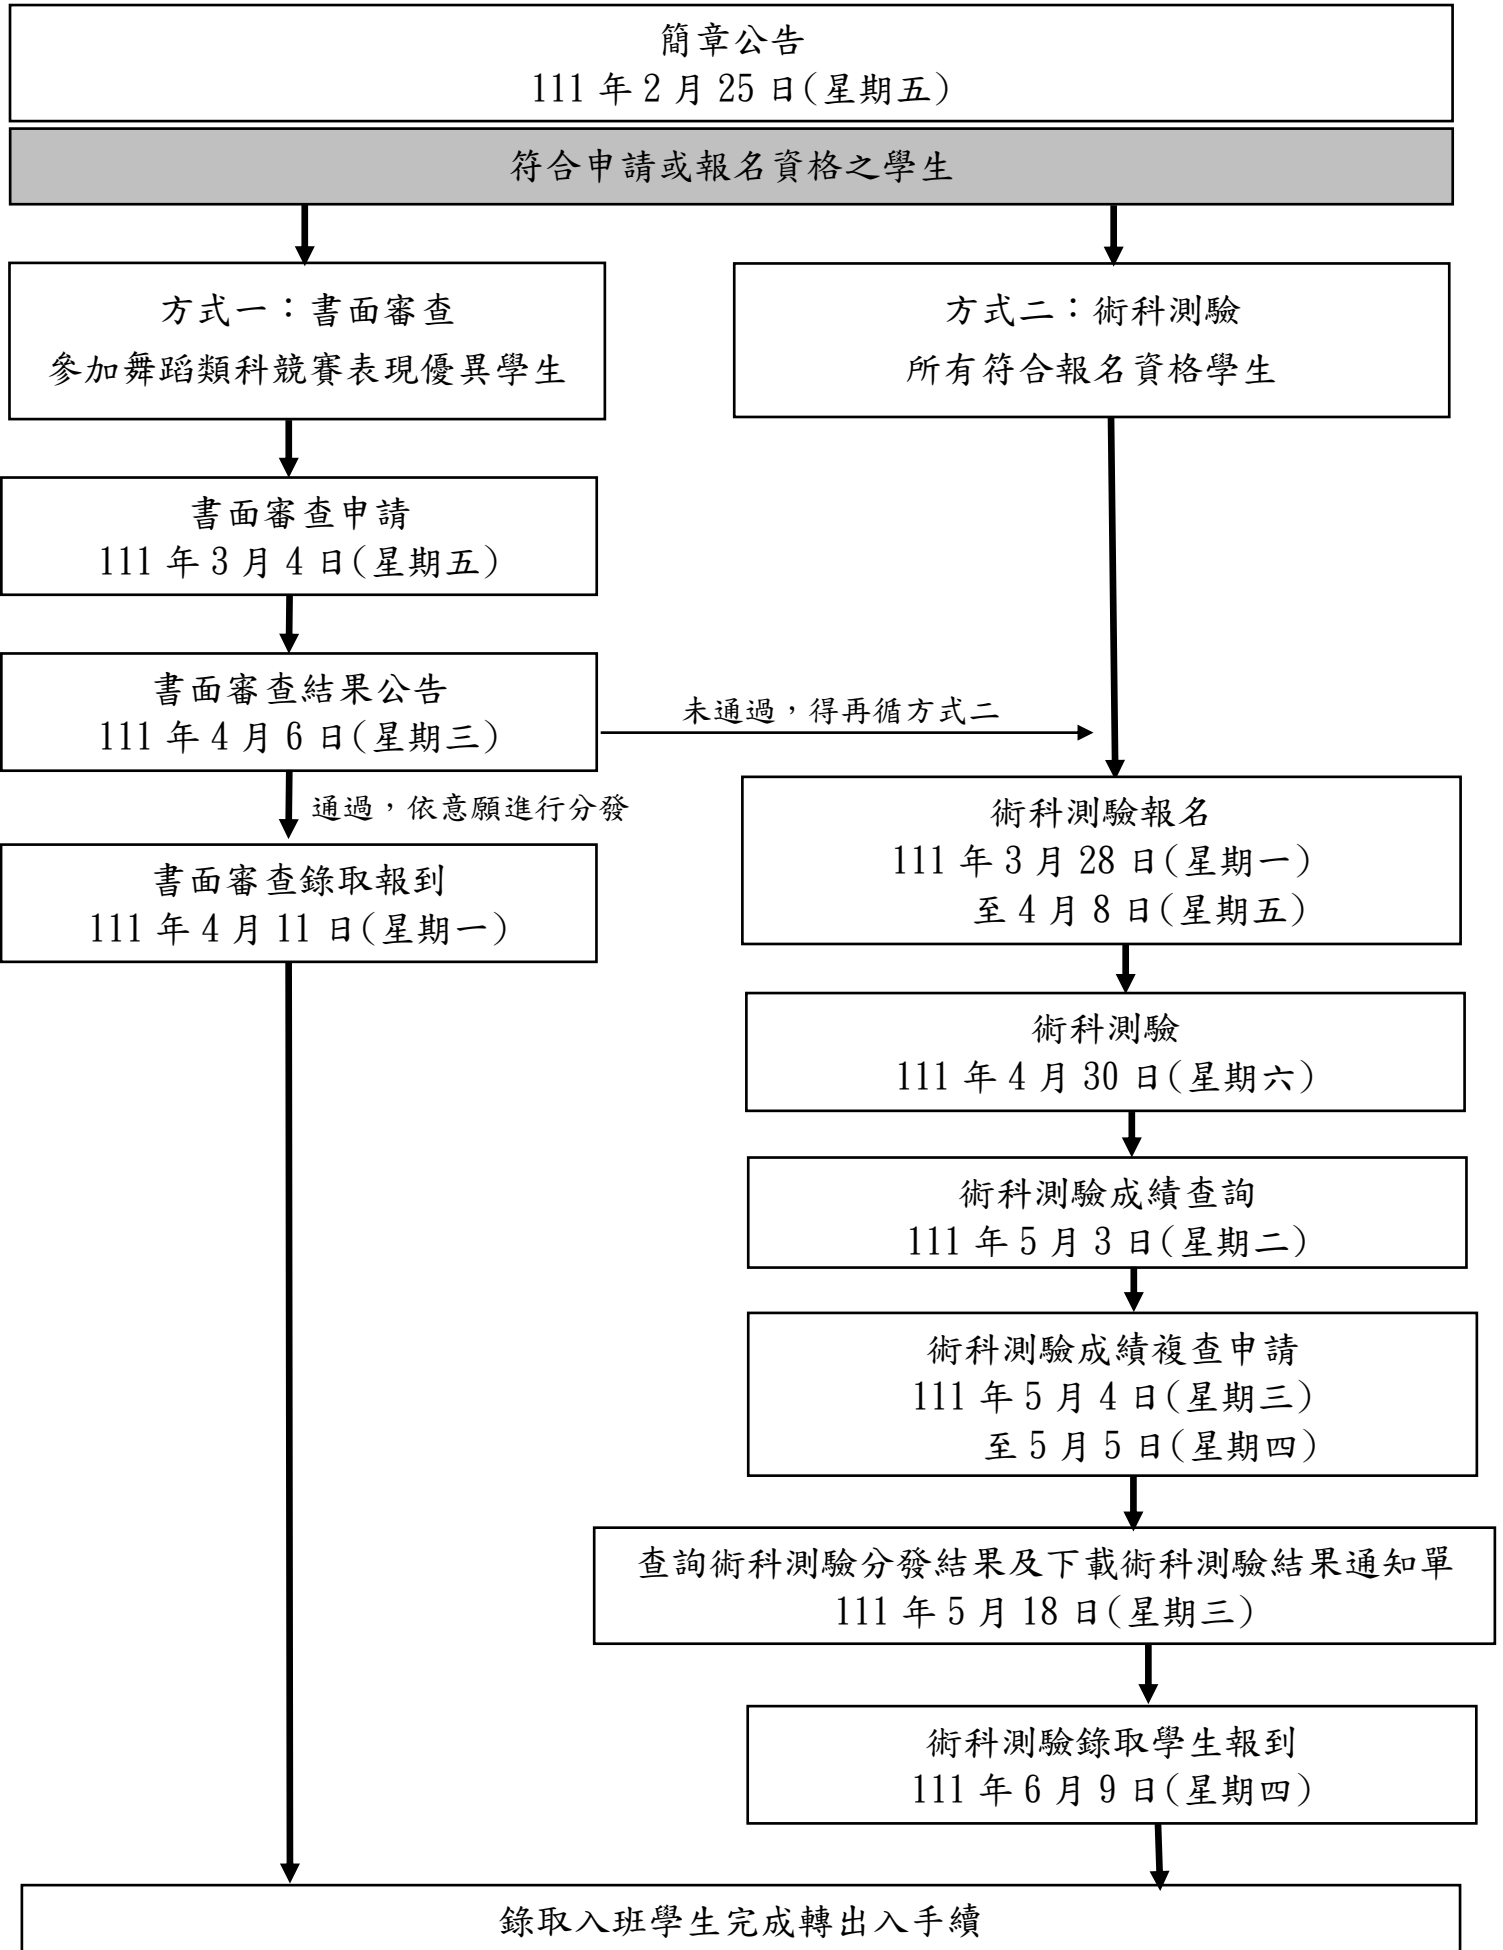 簡章公告
111 年 2 月 25 日(星期五)
符合申請或報名資格之學生
方式一：書面審查
參加舞蹈類科競賽表現優異學生
方式二：術科測驗
所有符合報名資格學生
書面審查申請
111 年 3 月 4 日(星期五)
書面審查結果公告
111 年 4 月 6 日(星期三)
未通過，得再循方式二
通過，依意願進行分發
書面審查錄取報到
111 年 4 月 11 日(星期一)
術科測驗報名
111 年 3 月 28 日(星期一)
至 4 月 8 日(星期五)
術科測驗
111 年 4 月 30 日(星期六)
術科測驗成績查詢
111 年 5 月 3 日(星期二)
術科測驗成績複查申請
111 年 5 月 4 日(星期三)
至 5 月 5 日(星期四)
查詢術科測驗分發結果及下載術科測驗結果通知單
111 年 5 月 18 日(星期三)
術科測驗錄取學生報到
111 年 6 月 9 日(星期四)
錄取入班學生完成轉出入手續